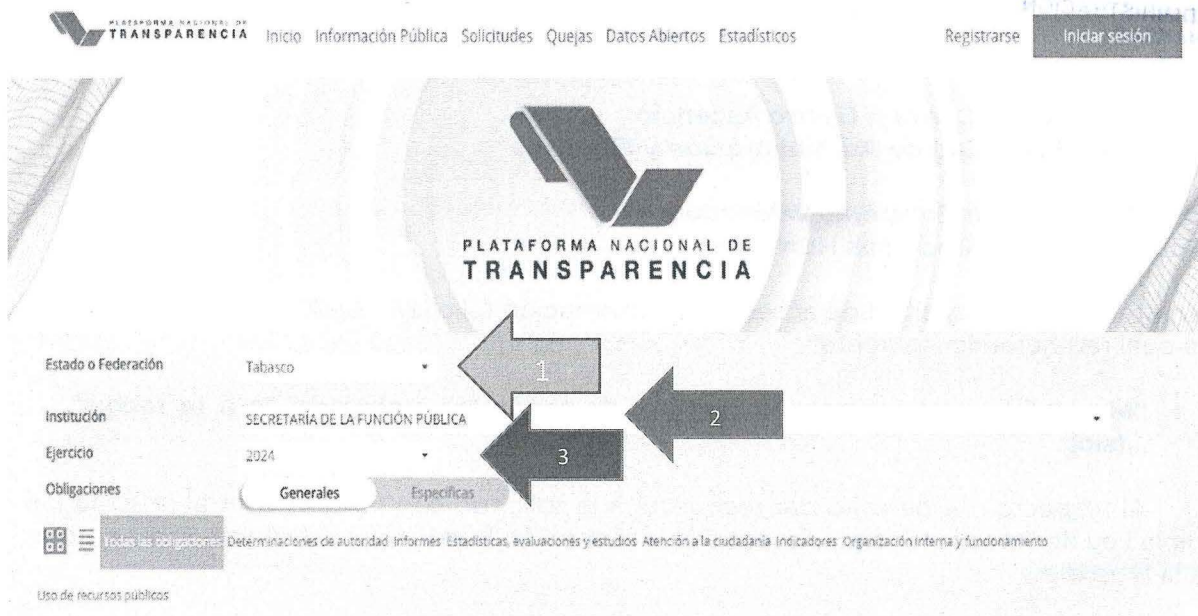 PLATAFORMA NACIONAL DE
TRANSPARENCIA
Inicio Información Pública Solicitudes Quejas Datos Abiertos Estadísticos Registrarse Iniciar sesión
PLATAFORMA NACIONAL DE
TRANSPARENCIA
Estado o Federación Tabasco 1
Institución SECRETARÍA DE LA FUNCIÓN PÚBLICA 2
Ejercicio 2024 3
Obligaciones Generales Específicas
Todas las obligaciones Determinaciones de autoridad Informes Estadísticas, evaluaciones y estudios Atención a la ciudadanía Indicadores Organización interna y funcionamiento
Uso de recursos públicos